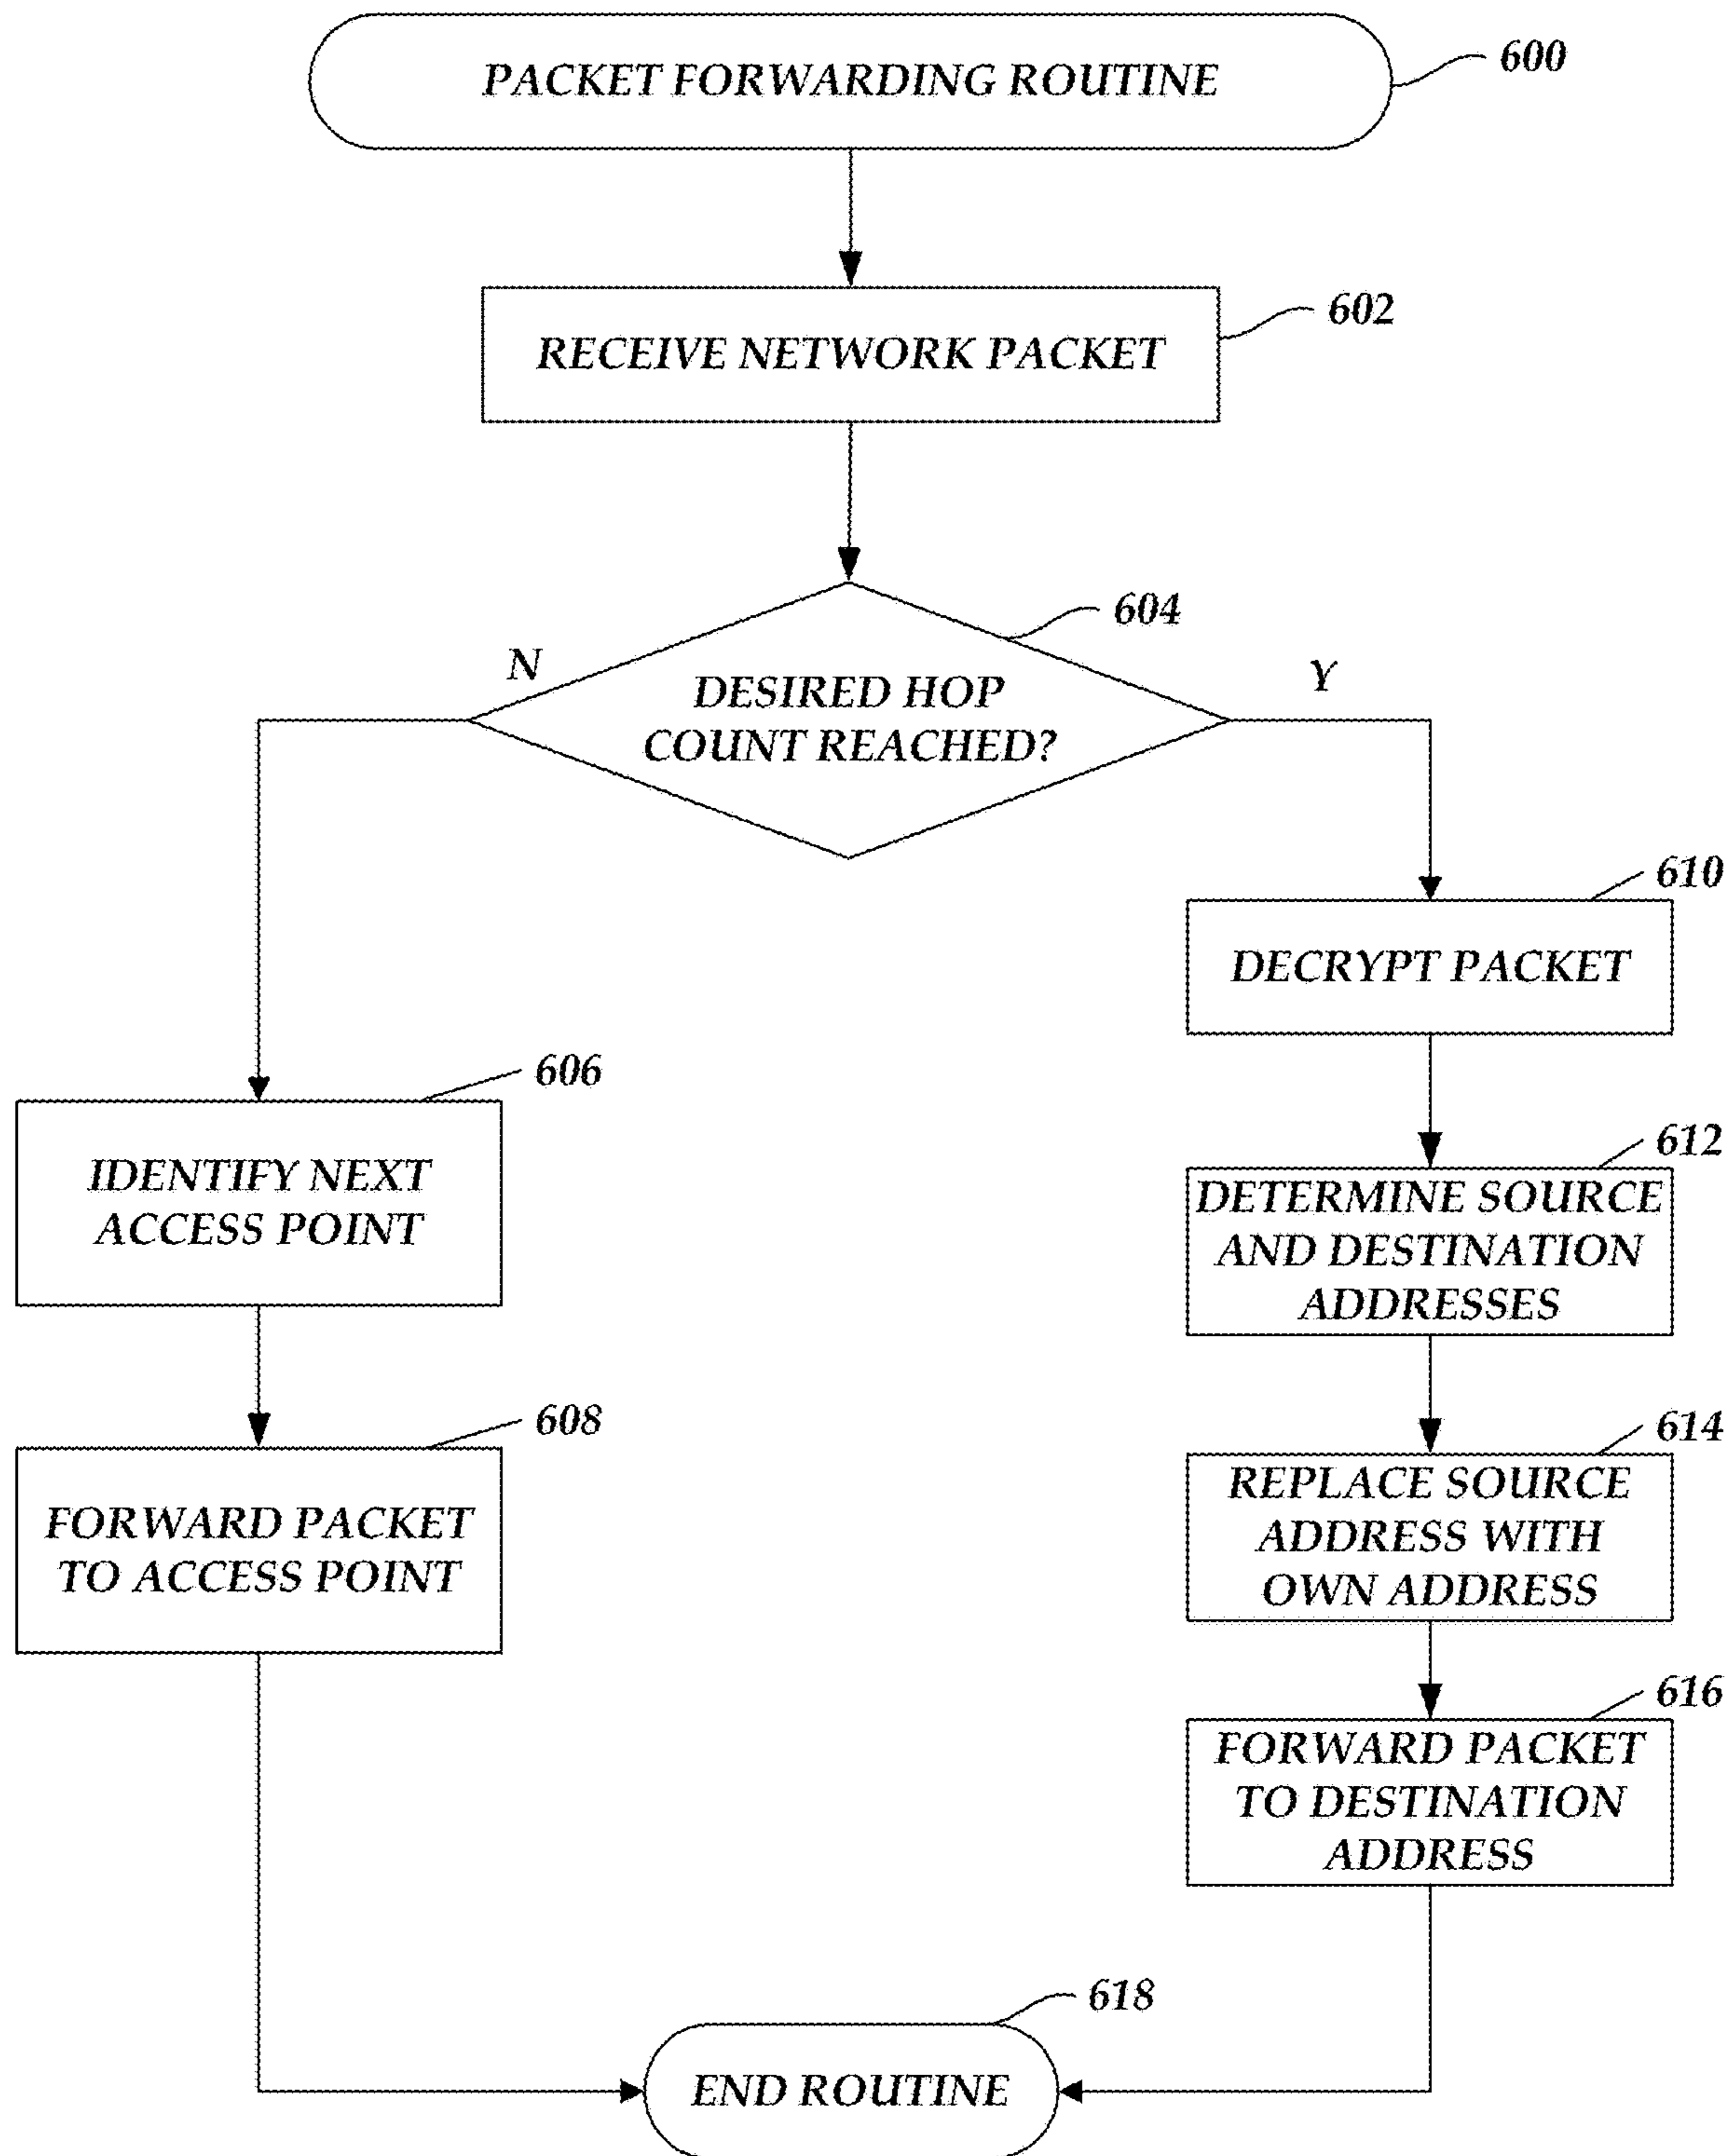 PACKET FORWARDING ROUTINE
600
RECEIVE NETWORK PACKET
602
604
N
Y
DESIRED HOP
COUNT REACHED?
610
DECRYPT PACKET
606
IDENTIFY NEXT
ACCESS POINT
612
DETERMINE SOURCE
AND DESTINATION
ADDRESSES
608
FORWARD PACKET
TO ACCESS POINT
614
REPLACE SOURCE
ADDRESS WITH
OWN ADDRESS
616
FORWARD PACKET
TO DESTINATION
ADDRESS
618
END ROUTINE